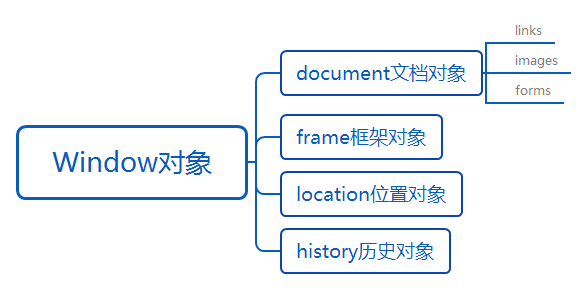 Window对象
document文档对象
links
images
forms
frame框架对象
location位置对象
history历史对象